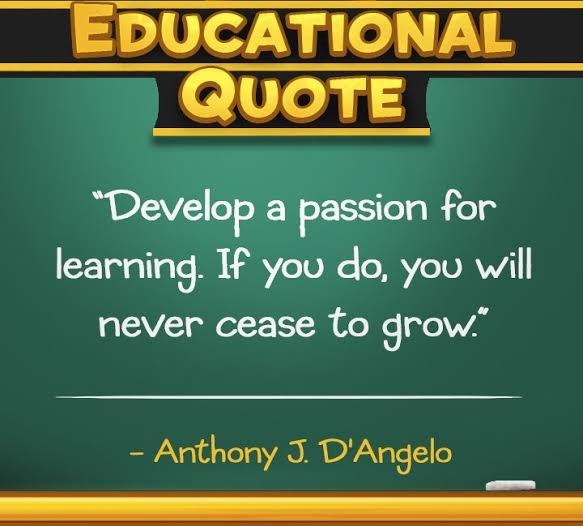 EDUCATIONAL
QUOTE
"Develop a passion for
learning. If you do, you will
never cease to grow."
- Anthony J. D'Angelo